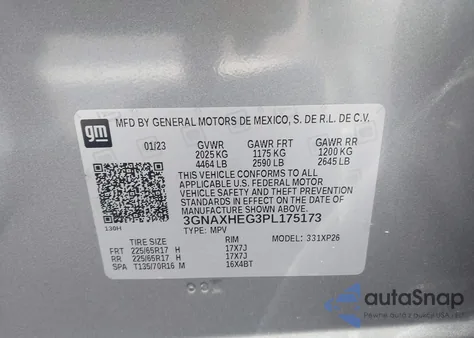 gm
MFD BY GENERAL MOTORS DE MEXICO, S. DE R.L. DE C.V.
01/23 GVWR GAWR FRT GAWR RR
2025 KG 1175 KG 1200 KG
4464 LB 2590 LB 2645 LB
THIS VEHICLE CONFORMS TO ALL
APPLICABLE U.S. FEDERAL MOTOR
VEHICLE SAFETY AND THEFT
PREVENTION STANDARDS IN EFFECT
ON THE DATE OF MANUFACTURE
SHOWN ABOVE.
3GNAXHEG3PL175173
130H TYPE: MPV MODEL: 331XP26
TIRE SIZE RIM
FRT 225/65R17 H 17X7J
RR 225/65R17 H 17X7J
SPA T135/70R16 M 16X4BT
autoSnap